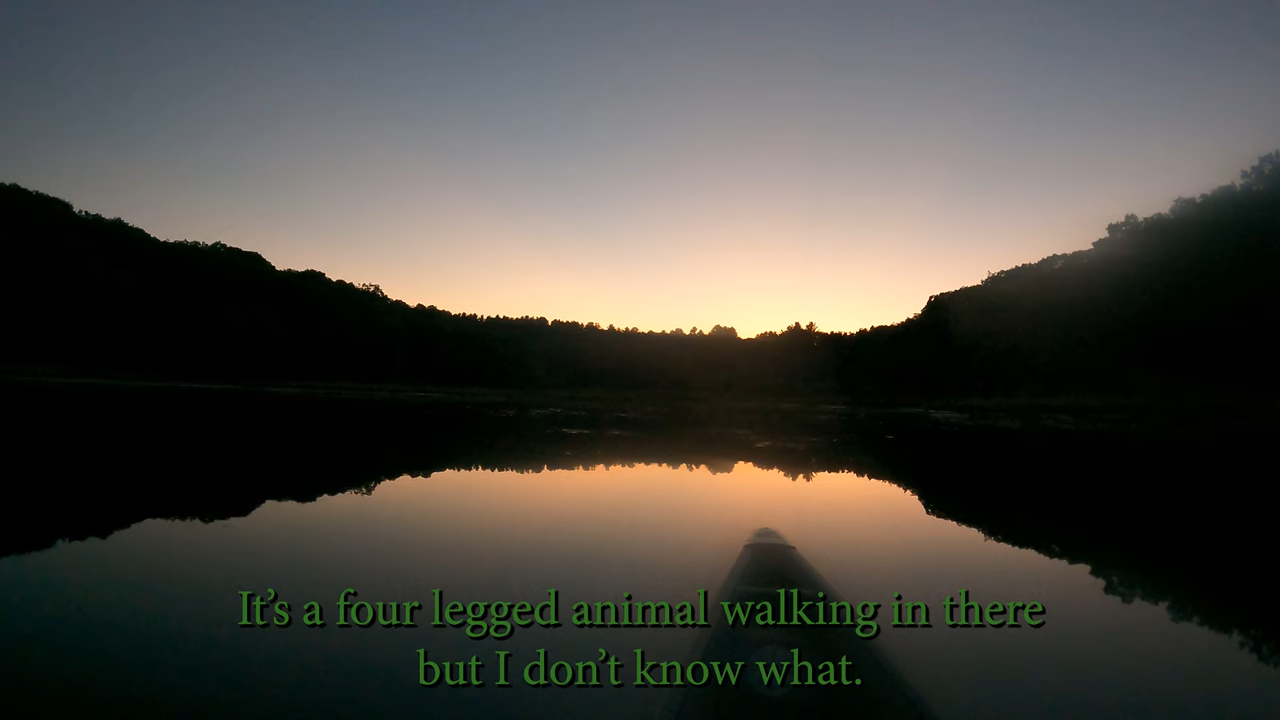 It’s a four legged animal walking in there
but I don’t know what.